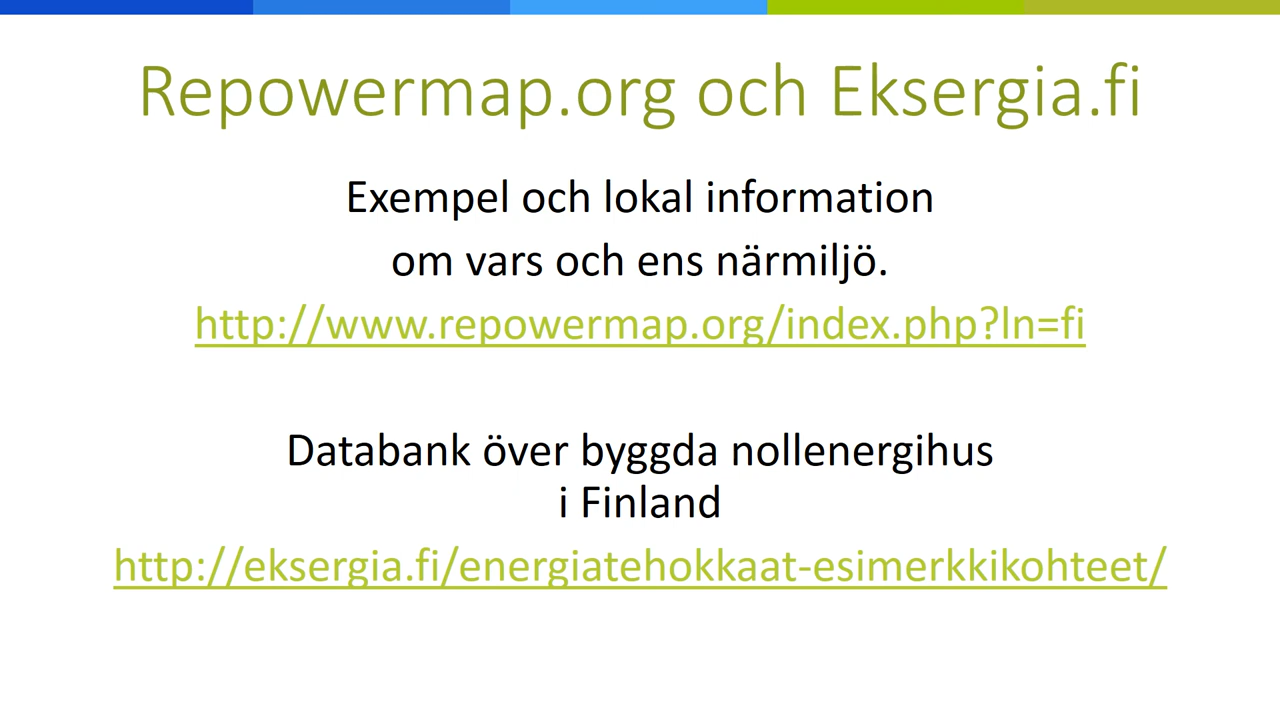 Repowermap.org och Eksergia.fi
Exempel och lokal information
om vars och ens närmiljö.
http://www.repowermap.org/index.php?ln=fi
Databank över byggda nollenergihus
i Finland
http://eksergia.fi/energiatehokkaat-esimerkkikohteet/